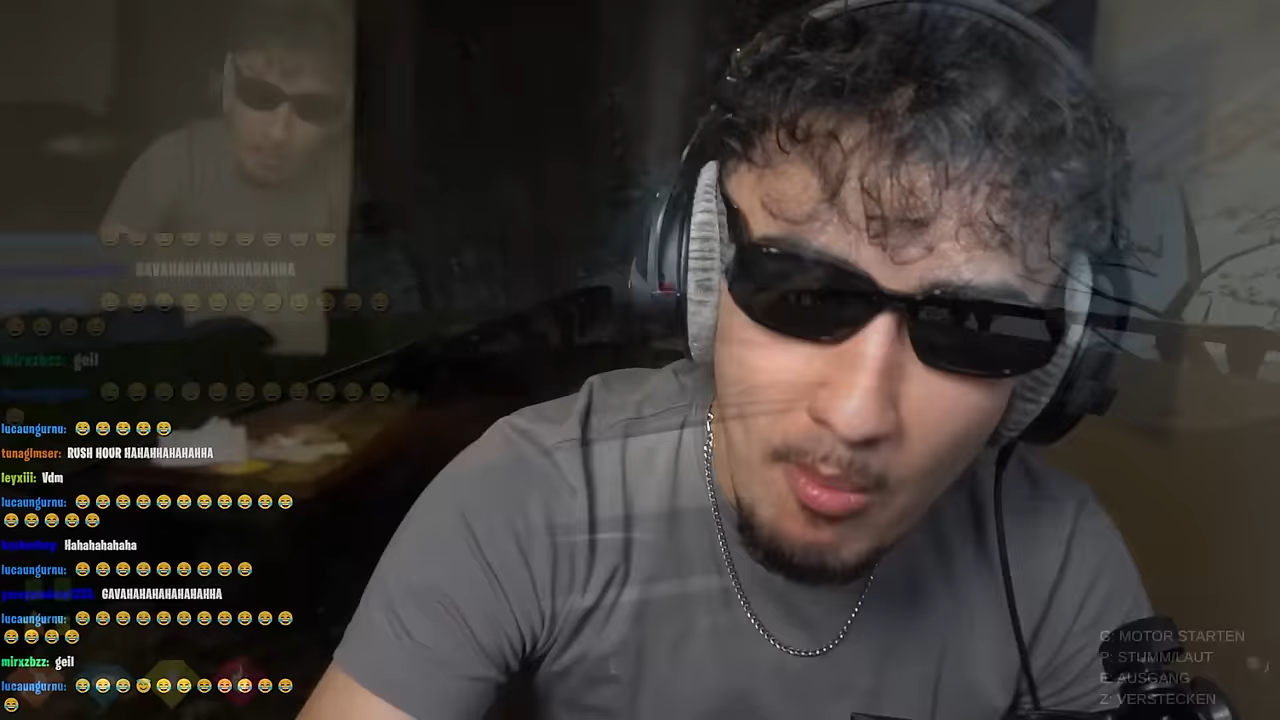 GAVAHAHAHAHAHAHAHHA
mirxzbzz: geil
lucaungurnu: 😂 😂 😂 😂 😂
tunaglmser: RUSH HOUR HAHAHHAHAHAHHA
leyxiii: Vdm
lucaungurnu: 😂 😂 😂 😂 😂 😂 😂 😂 😂 😂 😂
😂 😂 😂 😂 😂
Hahahahahaha
lucaungurnu: 😂 😂 😂 😂 😂 😂 😂 😂 😂
GAVAHAHAHAHAHAHAHHA
lucaungurnu: 😂 😂 😂 😂 😂 😂 😂 😂 😂 😂 😂
😂 😂 😂 😂
mirxzbzz: geil
lucaungurnu: 😂 😂 😂 😅 😂 😂 😂 😂 😂 😂 😂
😂
G: MOTOR STARTEN
P: STUMM/LAUT
E: AUSGANG
Z: VERSTECKEN